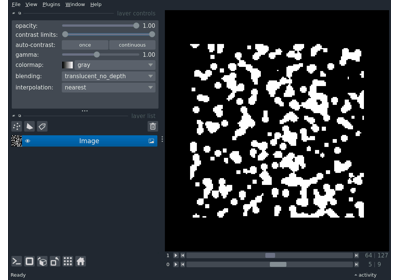 File View Plugins Window Help
layer controls
opacity: 1.00
contrast limits:
auto-contrast: once continuous
gamma: 1.00
colormap: gray
blending: translucent_no_depth
interpolation: nearest
layer list
Image
1 64 127
0 5 9
Ready activity